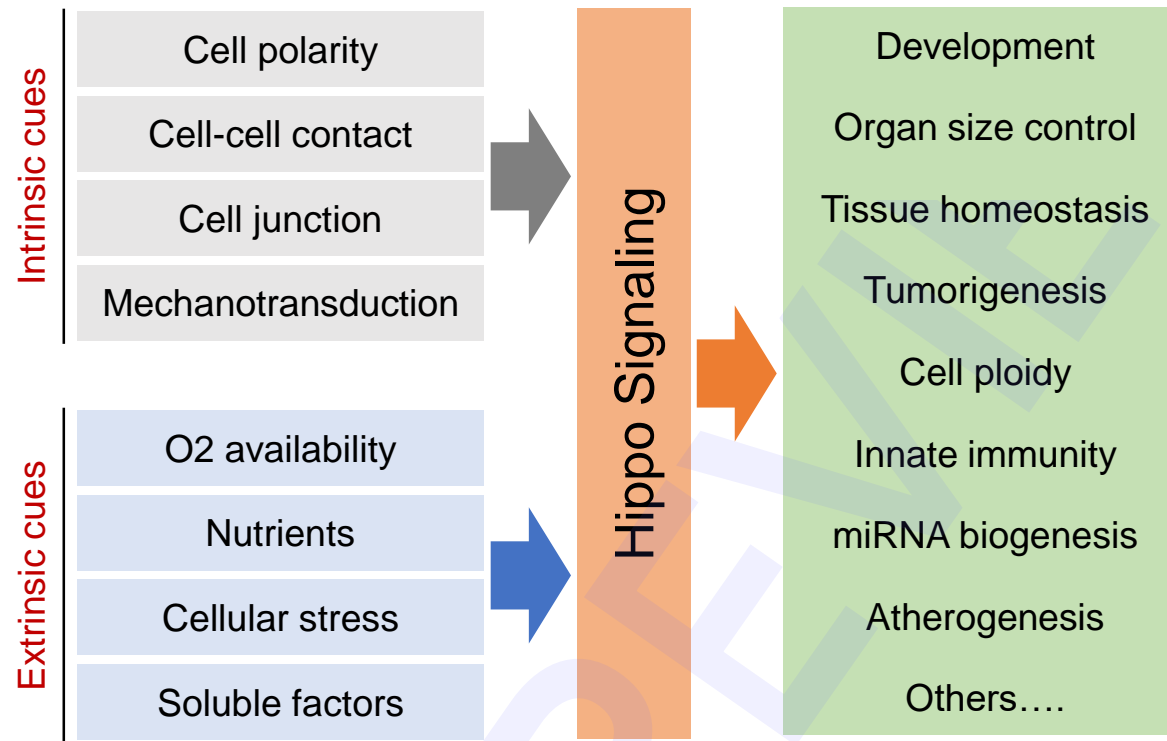 Intrinsic cues
Cell polarity
Cell-cell contact
Cell junction
Mechanotransduction
Extrinsic cues
O2 availability
Nutrients
Cellular stress
Soluble factors
Hippo Signaling
Development
Organ size control
Tissue homeostasis
Tumorigenesis
Cell ploidy
Innate immunity
miRNA biogenesis
Atherogenesis
Others….